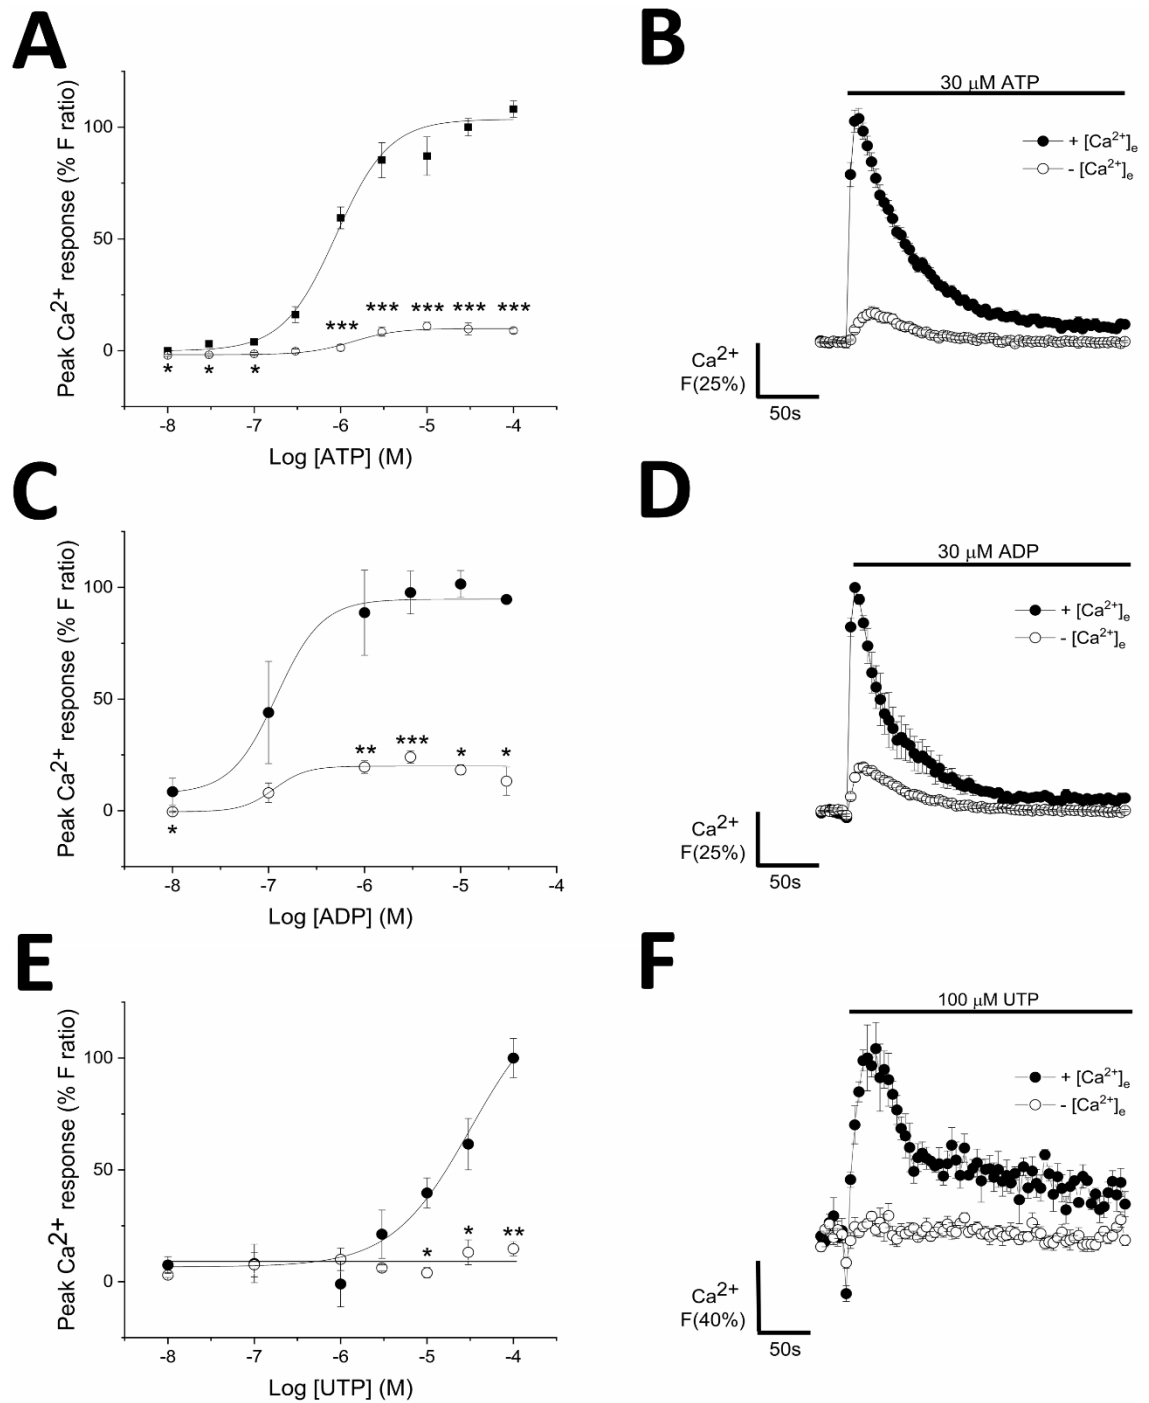 A
Peak Ca2+ response (% F ratio)
100
50
0
*** *** *** *** ***
* * *
-8 -7 -6 -5 -4
Log [ATP] (M)
B
30 μM ATP
+ [Ca2+]e
- [Ca2+]e
Ca2+
F(25%)
50s
C
Peak Ca2+ response (% F ratio)
100
50
0
** *** * *
*
-8 -7 -6 -5 -4
Log [ADP] (M)
D
30 μM ADP
+ [Ca2+]e
- [Ca2+]e
Ca2+
F(25%)
50s
E
Peak Ca2+ response (% F ratio)
100
50
0
* * **
-8 -7 -6 -5 -4
Log [UTP] (M)
F
100 μM UTP
+ [Ca2+]e
- [Ca2+]e
Ca2+
F(40%)
50s